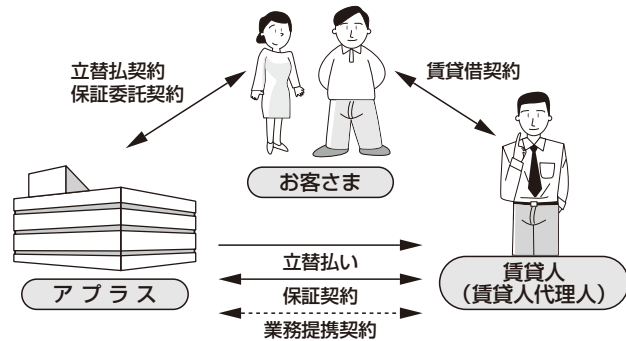 立替払契約
保証委託契約
賃貸借契約
お客さま
立替払い
アプラス
保証契約
賃貸人
(賃貸人代理人)
業務提携契約